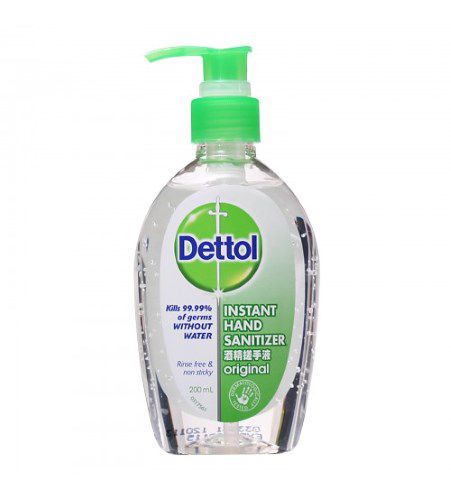 Dettol
Kills 99.99%
of germs
WITHOUT
WATER
Rinse free &
non sticky
200 mL
INSTANT
HAND
SANITIZER
酒精搓手液
original